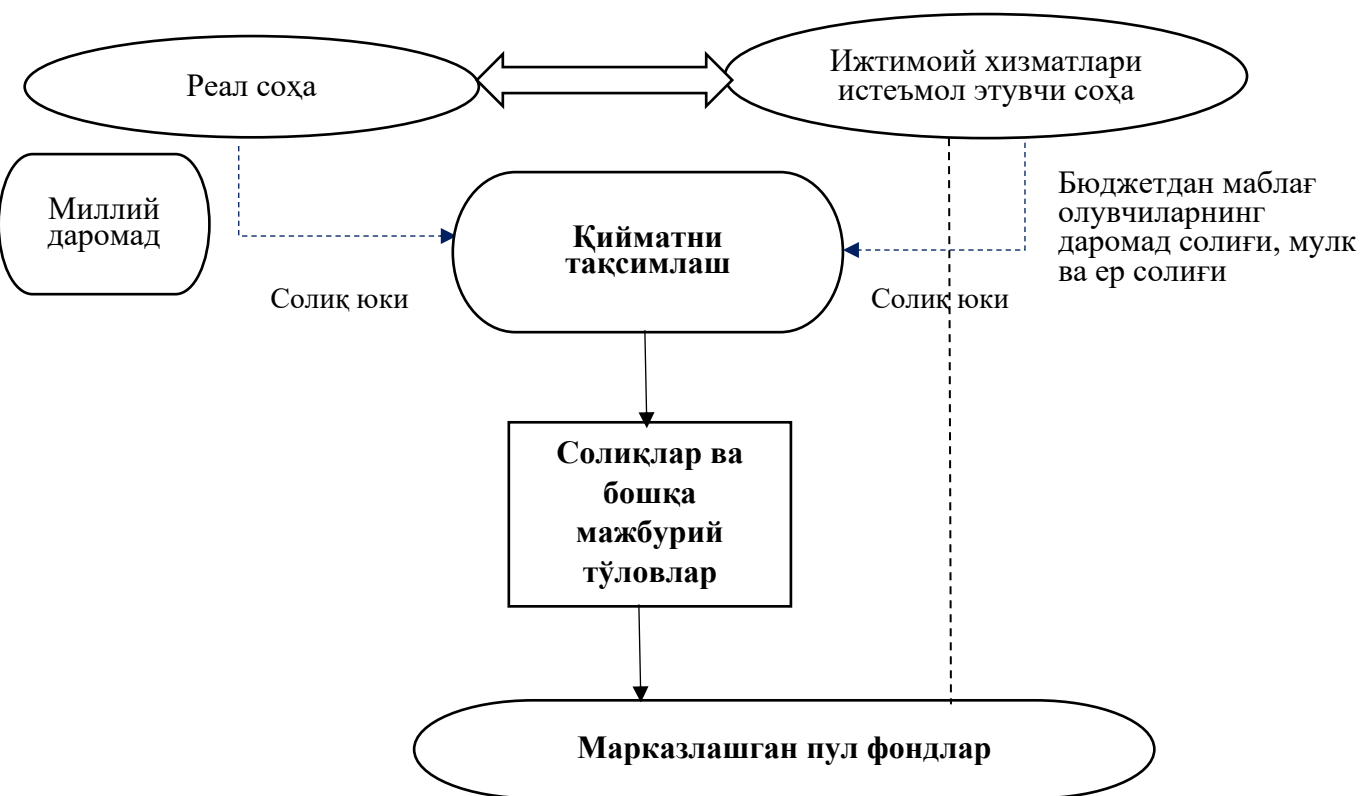 Реал соҳа
Ижтимоий хизматлари
истеъмол этувчи соҳа
Миллий
даромад
Қийматни
тақсимлаш
Бюджетдан маблағ
олувчиларнинг
даромад солиғи, мулк
ва ер солиғи
Солиқ юки
Солиқ юки
Солиқлар ва
бошқа
мажбурий
тўловлар
Марказлашган пул фондлар